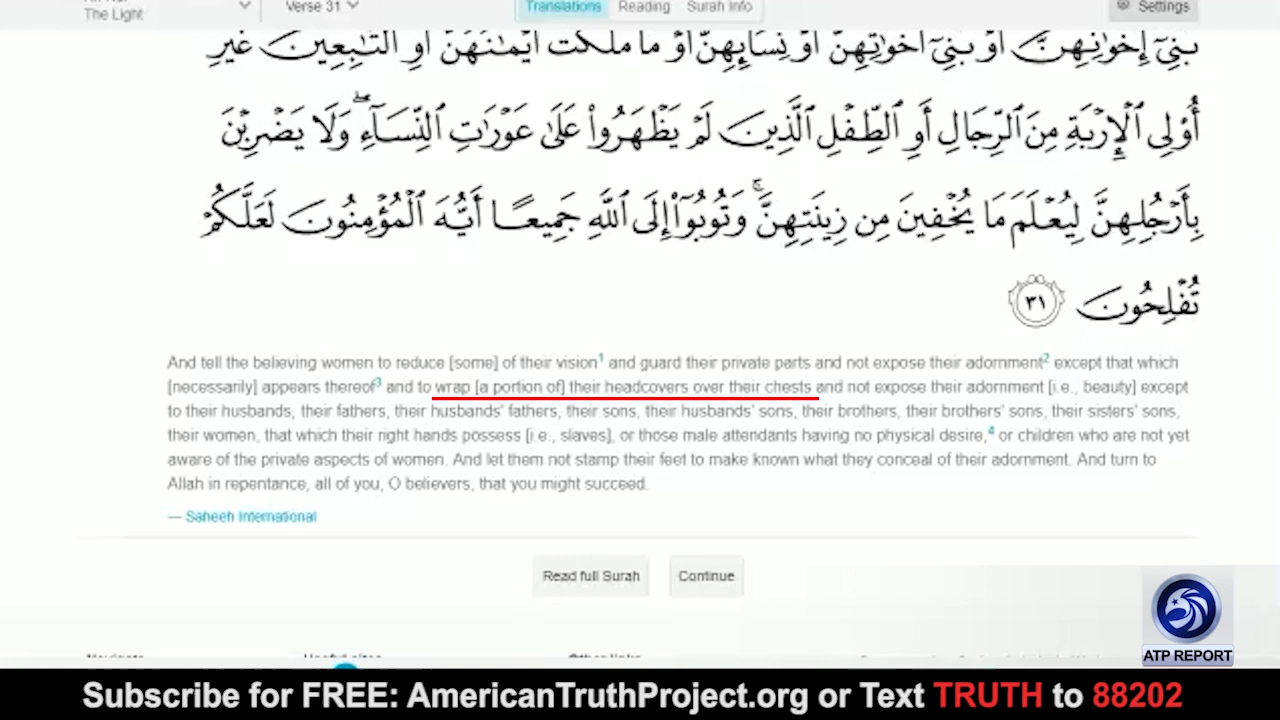 The Light
Verse 31
Translations Reading Surah Info
Settings
بَنِىٓ إِخْوَٰنِهِنَّ أَوْ بَنِىٓ أَخَوَٰتِهِنَّ أَوْ نِسَآئِهِنَّ أَوْ مَا مَلَكَتْ أَيْمَـٰنُهُنَّ أَوِ ٱلتَّـٰبِعِينَ غَيْرِ
أُو۟لِى ٱلْإِرْبَةِ مِنَ ٱلرِّجَالِ أَوِ ٱلطِّفْلِ ٱلَّذِينَ لَمْ يَظْهَرُوا۟ عَلَىٰ عَوْرَٰتِ ٱلنِّسَآءِ ۖ وَلَا يَضْرِبْنَ
بِأَرْجُلِهِنَّ لِيُعْلَمَ مَا يُخْفِينَ مِن زِينَتِهِنَّ ۚ وَتُوبُوٓا۟ إِلَى ٱللَّهِ جَمِيعًا أَيُّهَ ٱلْمُؤْمِنُونَ لَعَلَّكُمْ
تُفْلِحُونَ ٣١
And tell the believing women to reduce [some] of their vision1 and guard their private parts and not expose their adornment2 except that which
[necessarily] appears thereof3 and to wrap [a portion of] their headcovers over their chests and not expose their adornment [i.e., beauty] except
to their husbands, their fathers, their husbands' fathers, their sons, their husbands' sons, their brothers, their brothers' sons, their sisters' sons,
their women, that which their right hands possess [i.e., slaves], or those male attendants having no physical desire,4 or children who are not yet
aware of the private aspects of women. And let them not stamp their feet to make known what they conceal of their adornment. And turn to
Allah in repentance, all of you, O believers, that you might succeed.
— Saheeh International
Read full Surah Continue
ATP REPORT
Subscribe for FREE: AmericanTruthProject.org or Text TRUTH to 88202